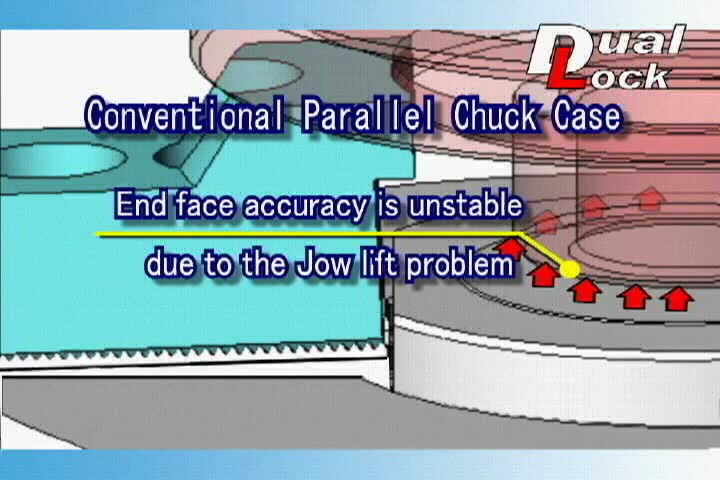 Dual
Lock
Conventional Parallel Chuck Case
End face accuracy is unstable
due to the Jow lift problem